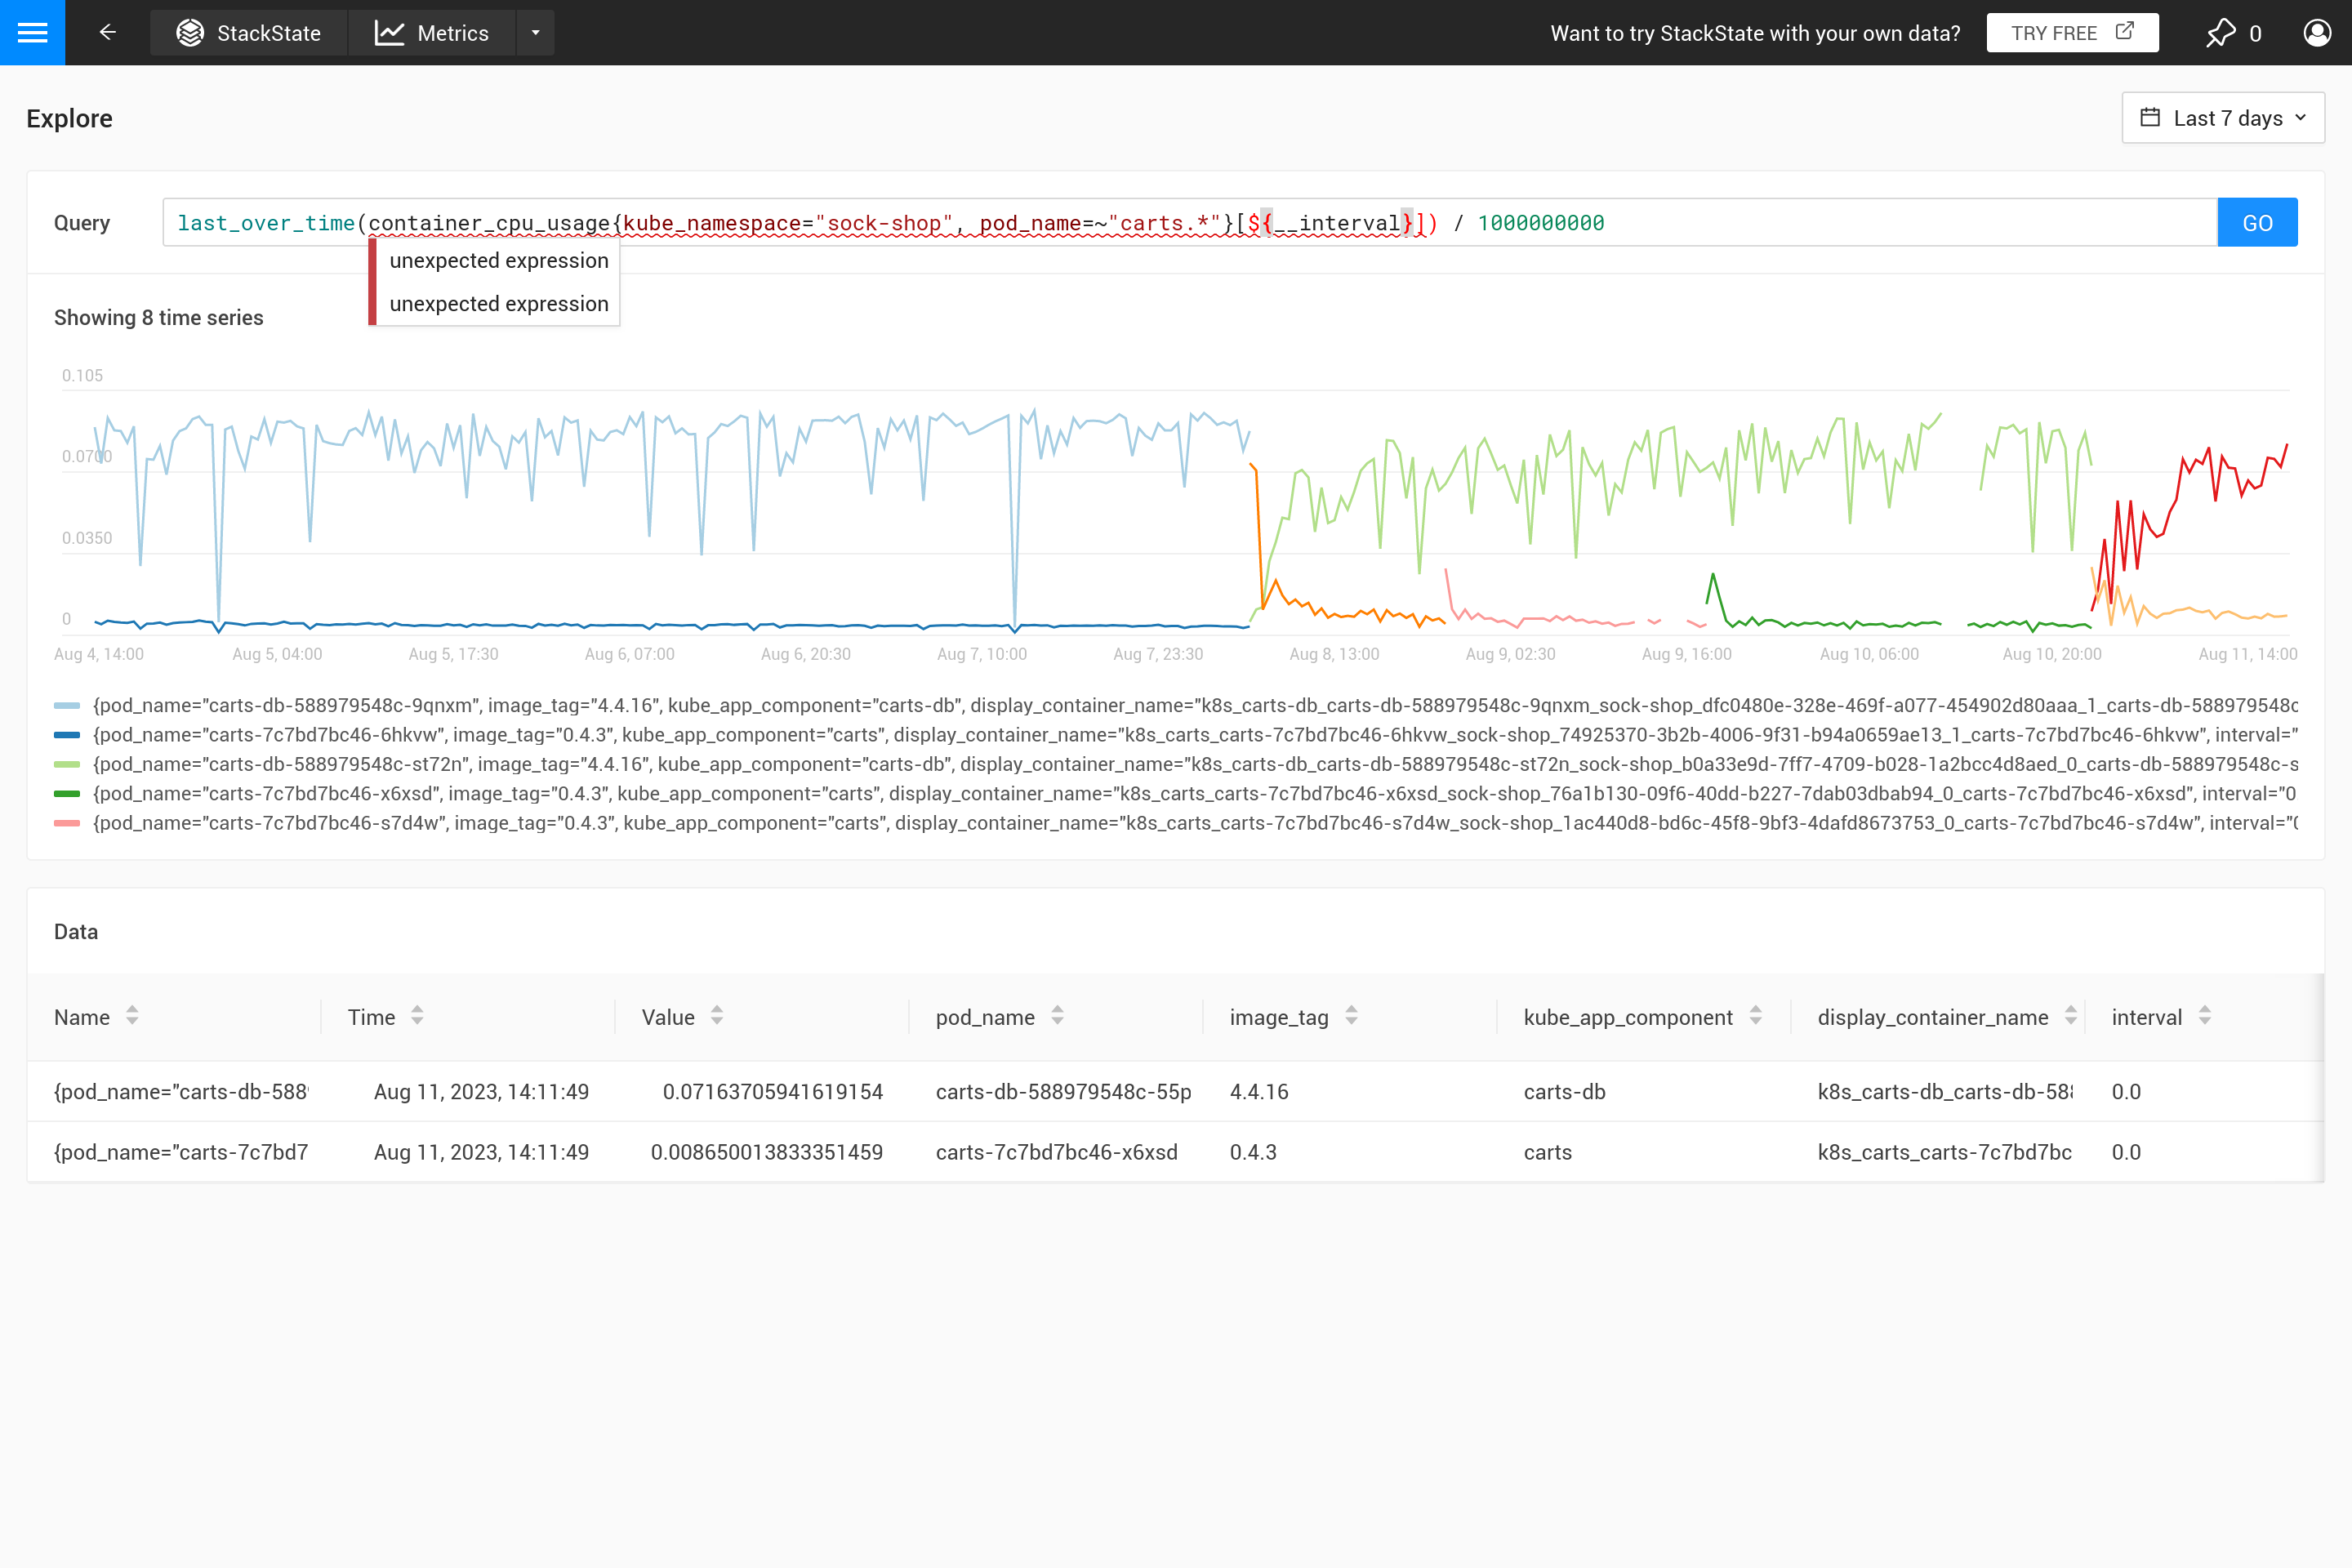 StackState Metrics Want to try StackState with your own data? TRY FREE 0
Explore Last 7 days
Query last_over_time(container_cpu_usage{kube_namespace="sock-shop", pod_name=~"carts.*"}[${__interval}]) / 1000000000 GO
unexpected expression
unexpected expression
Showing 8 time series
0.105
0.0700
0.0350
0
Aug 4, 14:00 Aug 5, 04:00 Aug 5, 17:30 Aug 6, 07:00 Aug 6, 20:30 Aug 7, 10:00 Aug 7, 23:30 Aug 8, 13:00 Aug 9, 02:30 Aug 9, 16:00 Aug 10, 06:00 Aug 10, 20:00 Aug 11, 14:00
{pod_name="carts-db-588979548c-9qnxm", image_tag="4.4.16", kube_app_component="carts-db", display_container_name="k8s_carts-db_carts-db-588979548c-9qnxm_sock-shop_dfc0480e-328e-469f-a077-454902d80aaa_1_carts-db-588979548c
{pod_name="carts-7c7bd7bc46-6hkvw", image_tag="0.4.3", kube_app_component="carts", display_container_name="k8s_carts_carts-7c7bd7bc46-6hkvw_sock-shop_74925370-3b2b-4006-9f31-b94a0659ae13_1_carts-7c7bd7bc46-6hkvw", interval="
{pod_name="carts-db-588979548c-st72n", image_tag="4.4.16", kube_app_component="carts-db", display_container_name="k8s_carts-db_carts-db-588979548c-st72n_sock-shop_b0a33e9d-7ff7-4709-b028-1a2bcc4d8aed_0_carts-db-588979548c-s
{pod_name="carts-7c7bd7bc46-x6xsd", image_tag="0.4.3", kube_app_component="carts", display_container_name="k8s_carts_carts-7c7bd7bc46-x6xsd_sock-shop_76a1b130-09f6-40dd-b227-7dab03dbab94_0_carts-7c7bd7bc46-x6xsd", interval="0
{pod_name="carts-7c7bd7bc46-s7d4w", image_tag="0.4.3", kube_app_component="carts", display_container_name="k8s_carts_carts-7c7bd7bc46-s7d4w_sock-shop_1ac440d8-bd6c-45f8-9bf3-4dafd8673753_0_carts-7c7bd7bc46-s7d4w", interval="0
Data
Name Time Value pod_name image_tag kube_app_component display_container_name interval
{pod_name="carts-db-588 Aug 11, 2023, 14:11:49 0.07163705941619154 carts-db-588979548c-55p 4.4.16 carts-db k8s_carts-db_carts-db-588 0.0
{pod_name="carts-7c7bd7 Aug 11, 2023, 14:11:49 0.008650013833351459 carts-7c7bd7bc46-x6xsd 0.4.3 carts k8s_carts_carts-7c7bd7bc 0.0